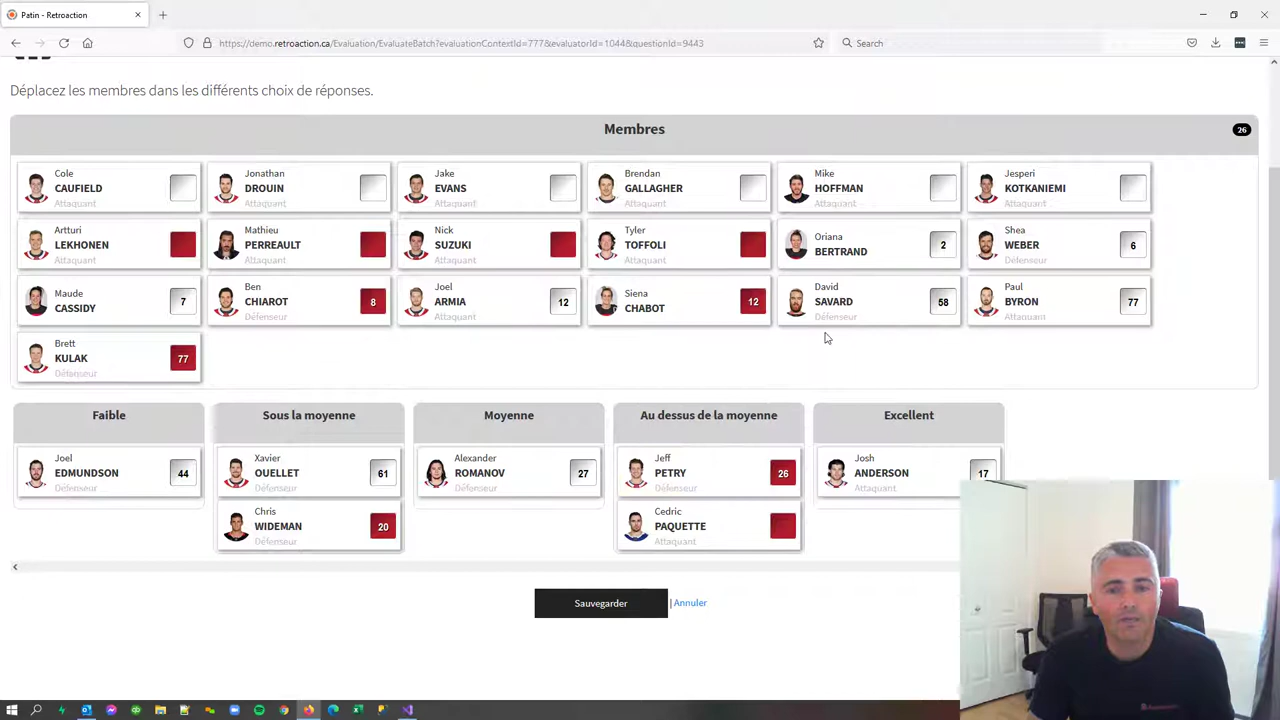 Patin - Retroaction
https://demo.retroaction.ca/Evaluation/EvaluateBatch?evaluationContextId=777&evaluatorId=1044&questionId=9443
Search
Déplacez les membres dans les différents choix de réponses.
Membres
26
Cole
CAUFIELD
Attaquant
Jonathan
DROUIN
Attaquant
Jake
EVANS
Attaquant
Brendan
GALLAGHER
Attaquant
Mike
HOFFMAN
Attaquant
Jesperi
KOTKANIEMI
Attaquant
Artturi
LEKHONEN
Attaquant
Mathieu
PERREAULT
Attaquant
Nick
SUZUKI
Attaquant
Tyler
TOFFOLI
Attaquant
Oriana
BERTRAND
2
Shea
WEBER
Défenseur
6
Maude
CASSIDY
7
Ben
CHIAROT
Défenseur
8
Joel
ARMIA
Attaquant
12
Siena
CHABOT
12
David
SAVARD
Défenseur
58
Paul
BYRON
Attaquant
77
Brett
KULAK
Défenseur
77
Faible
Joel
EDMUNDSON
Défenseur
44
Sous la moyenne
Xavier
OUELLET
Défenseur
61
Chris
WIDEMAN
Défenseur
20
Moyenne
Alexander
ROMANOV
Défenseur
27
Au dessus de la moyenne
Jeff
PETRY
Défenseur
26
Cedric
PAQUETTE
Attaquant
Excellent
Josh
ANDERSON
Attaquant
17
Sauvegarder
| Annuler